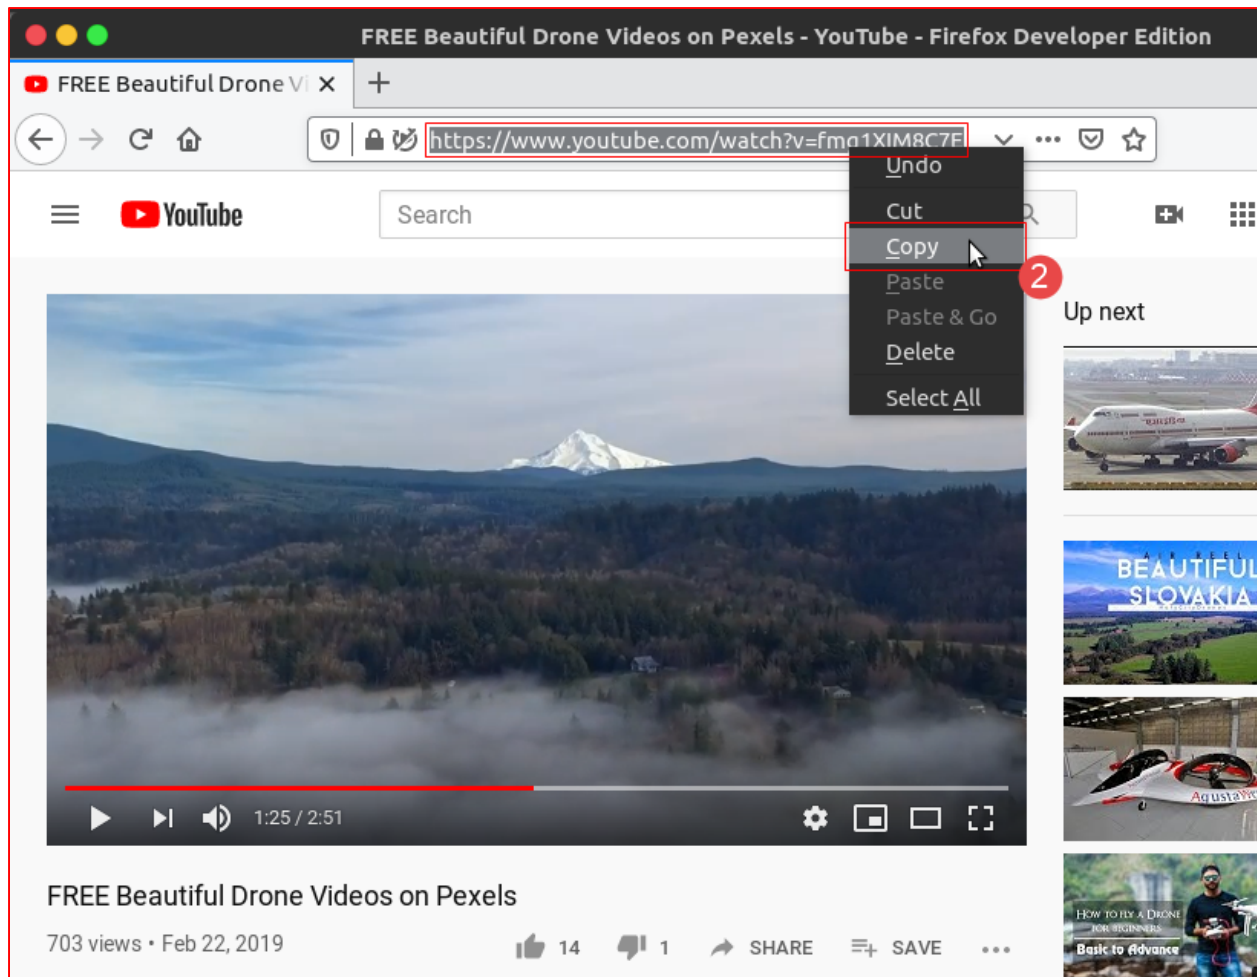 FREE Beautiful Drone Videos on Pexels - YouTube - Firefox Developer Edition
FREE Beautiful Drone Vi
https://www.youtube.com/watch?v=
Undo
Cut
Copy
Paste
Paste & Go
Delete
Select All
2
YouTube
Search
Up next
AIR REEL
BEAUTIFUL
SLOVAKIA
1:25 / 2:51
HOW TO FLY A DRONE
FOR BEGINNERS
Basic to Advance
FREE Beautiful Drone Videos on Pexels
703 views • Feb 22, 2019
14
1
SHARE
SAVE